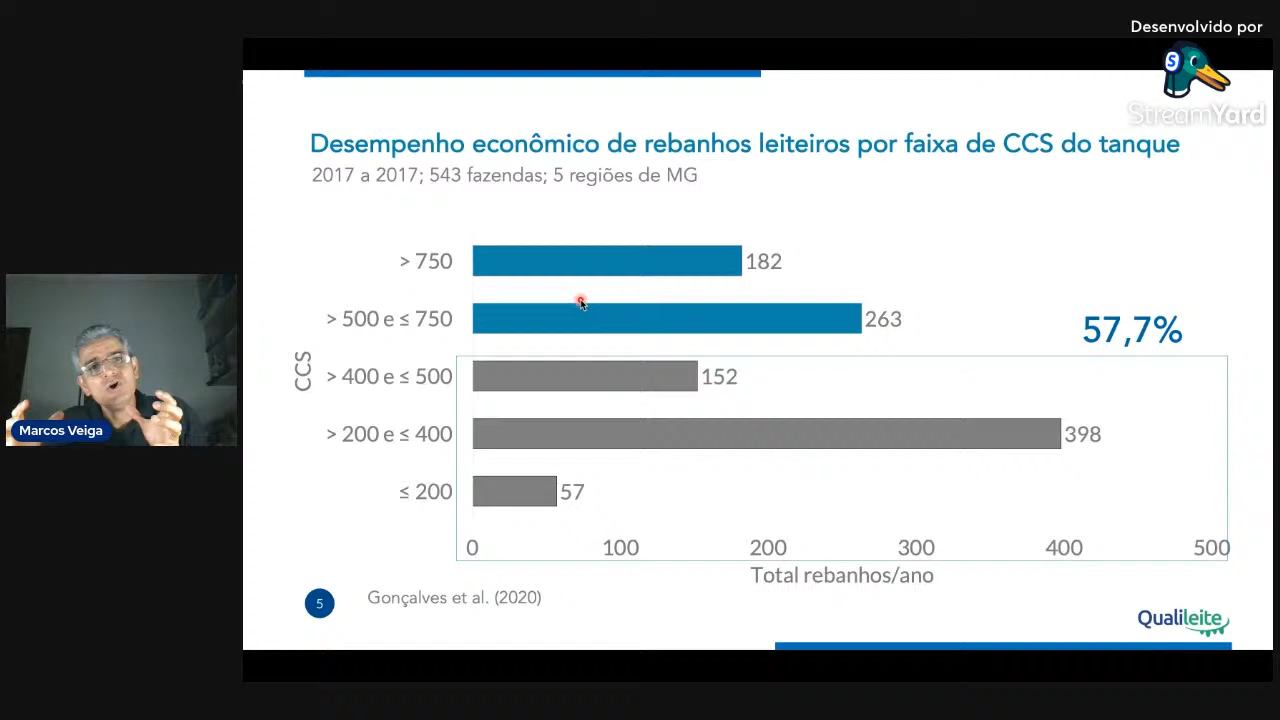 Desenvolvido por
S
StreamYard
Desempenho econômico de rebanhos leiteiros por faixa de CCS do tanque
2017 a 2017; 543 fazendas; 5 regiões de MG
> 750
182
> 500 e ≤ 750
263
57,7%
> 400 e ≤ 500
152
> 200 e ≤ 400
398
≤ 200
57
CCS
0 100 200 300 400 500
Total rebanhos/ano
5
Gonçalves et al. (2020)
Qualileite
Marcos Veiga